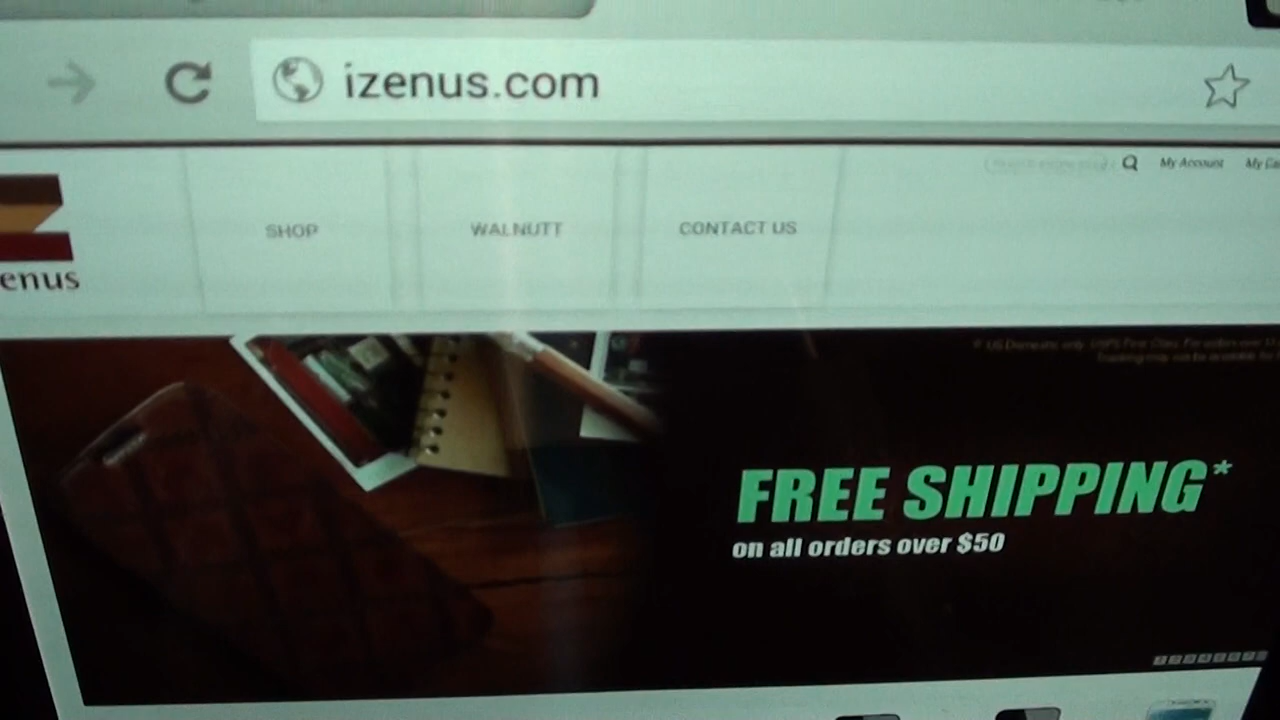 izenus.com
My Account
SHOP
WALNUTT
CONTACT US
enus
FREE SHIPPING*
on all orders over $50